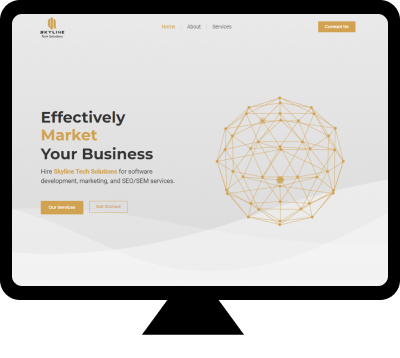 SKYLINE
Tech Solutions
Home
About
Services
Contact Us
Effectively
Market
Your Business
Hire Skyline Tech Solutions for software
development, marketing, and SEO/SEM services.
Our Services
Get Started